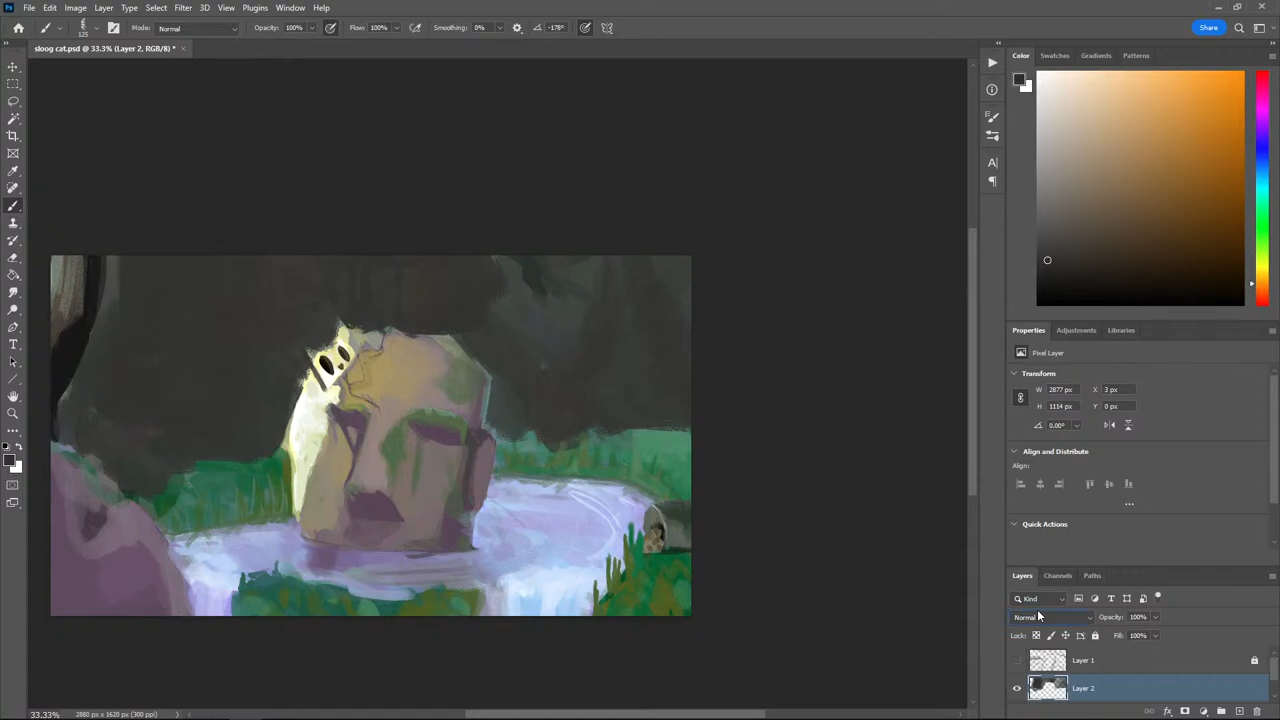 Ps File Edit Image Layer Type Select Filter 3D View Plugins Window Help
125 Mode: Normal Opacity: 100% Flow: 100% Smoothing: 0% -178° Share
sloog cat.psd @ 33.3% (Layer 2, RGB/8) *
Color Swatches Gradients Patterns
Properties Adjustments Libraries
Pixel Layer
Transform
W 2877 px X 3 px
H 1114 px Y 0 px
0.00°
Align and Distribute
Align:
Quick Actions
Layers Channels Paths
Kind
Normal Opacity: 100%
Lock: Fill: 100%
Layer 1
Layer 2
33.33% 2880 px x 1620 px (300 ppi)